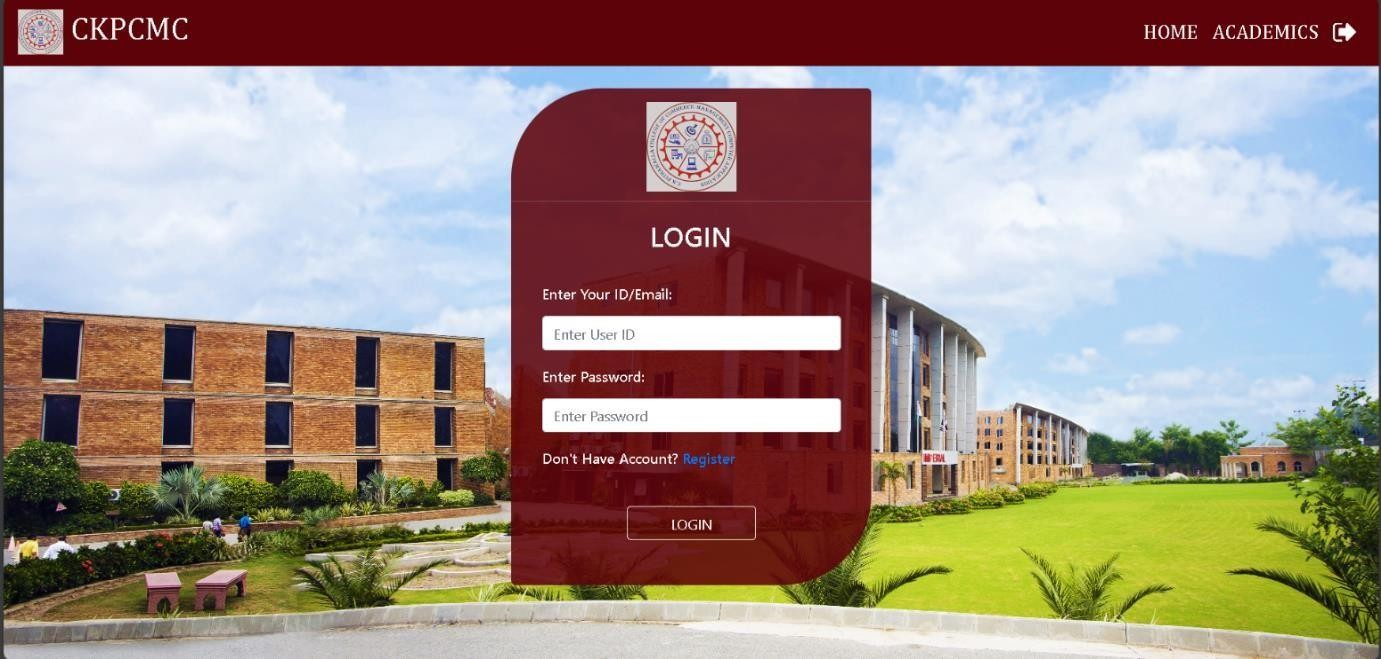 CKPCMC
HOME ACADEMICS
LOGIN
Enter Your ID/Email:
Enter User ID
Enter Password:
Enter Password
Don't Have Account? Register
LOGIN